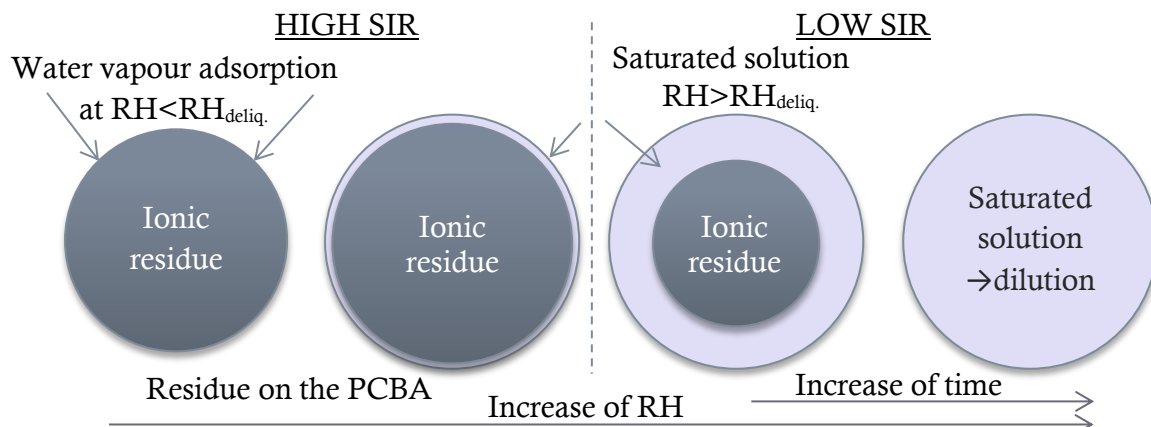 HIGH SIR
LOW SIR
Water vapour adsorption
at RH<RHdeliq.
Saturated solution
RH>RHdeliq.
Ionic
residue
Ionic
residue
Ionic
residue
Saturated
solution
→dilution
Residue on the PCBA
Increase of time
Increase of RH